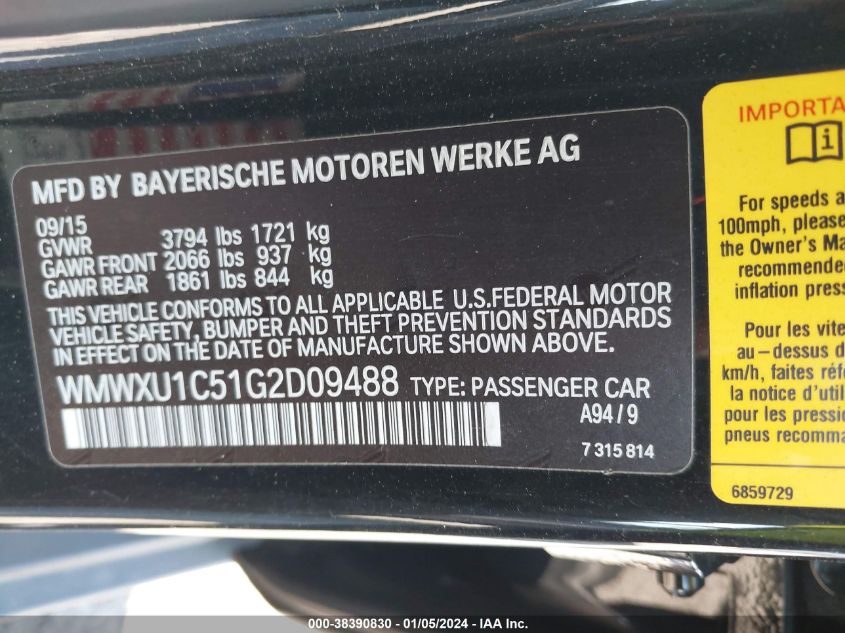 MFD BY BAYERISCHE MOTOREN WERKE AG
09/15
GVWR 3794 lbs 1721 kg
GAWR FRONT 2066 lbs 937 kg
GAWR REAR 1861 lbs 844 kg
THIS VEHICLE CONFORMS TO ALL APPLICABLE U.S.FEDERAL MOTOR
VEHICLE SAFETY, BUMPER AND THEFT PREVENTION STANDARDS
IN EFFECT ON THE DATE OF MANUFACTURE SHOWN ABOVE.
WMWXU1C51G2D09488 TYPE: PASSENGER CAR
A94/9
7 315 814
IMPORTA
i
For speeds a
100mph, please
the Owner's Ma
recommended
inflation press
Pour les vite
au-dessus d
km/h, faites réfé
la notice d'util
pour les pressio
pneus recomma
6859729
000-38390830 - 01/05/2024 - IAA Inc.